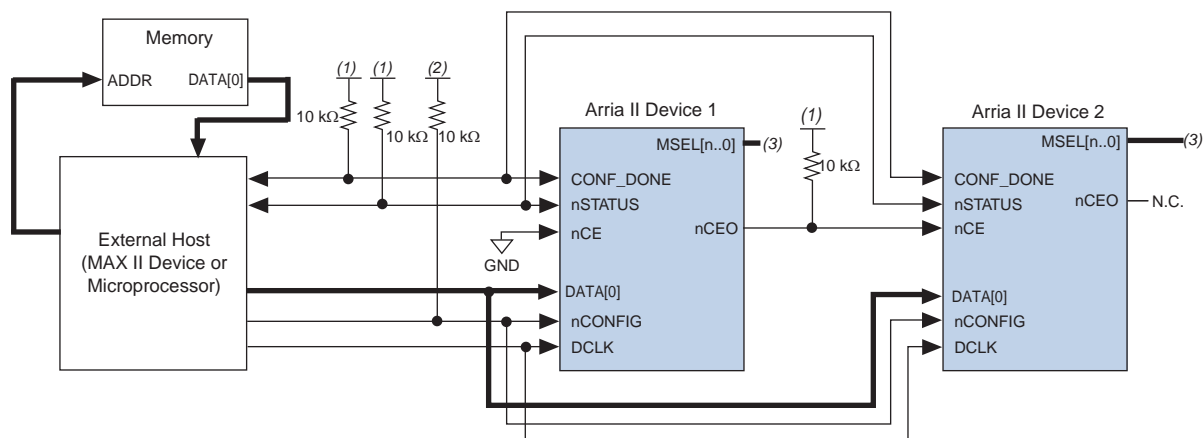 Memory
ADDR
DATA[0]
(1)
(1)
(2)
10 kΩ
10 kΩ
10 kΩ
External Host
(MAX II Device or
Microprocessor)
Arria II Device 1
MSEL[n..0]
(3)
CONF_DONE
nSTATUS
nCE
nCEO
GND
DATA[0]
nCONFIG
DCLK
(1)
10 kΩ
Arria II Device 2
MSEL[n..0]
(3)
CONF_DONE
nSTATUS
nCEO
N.C.
nCE
DATA[0]
nCONFIG
DCLK